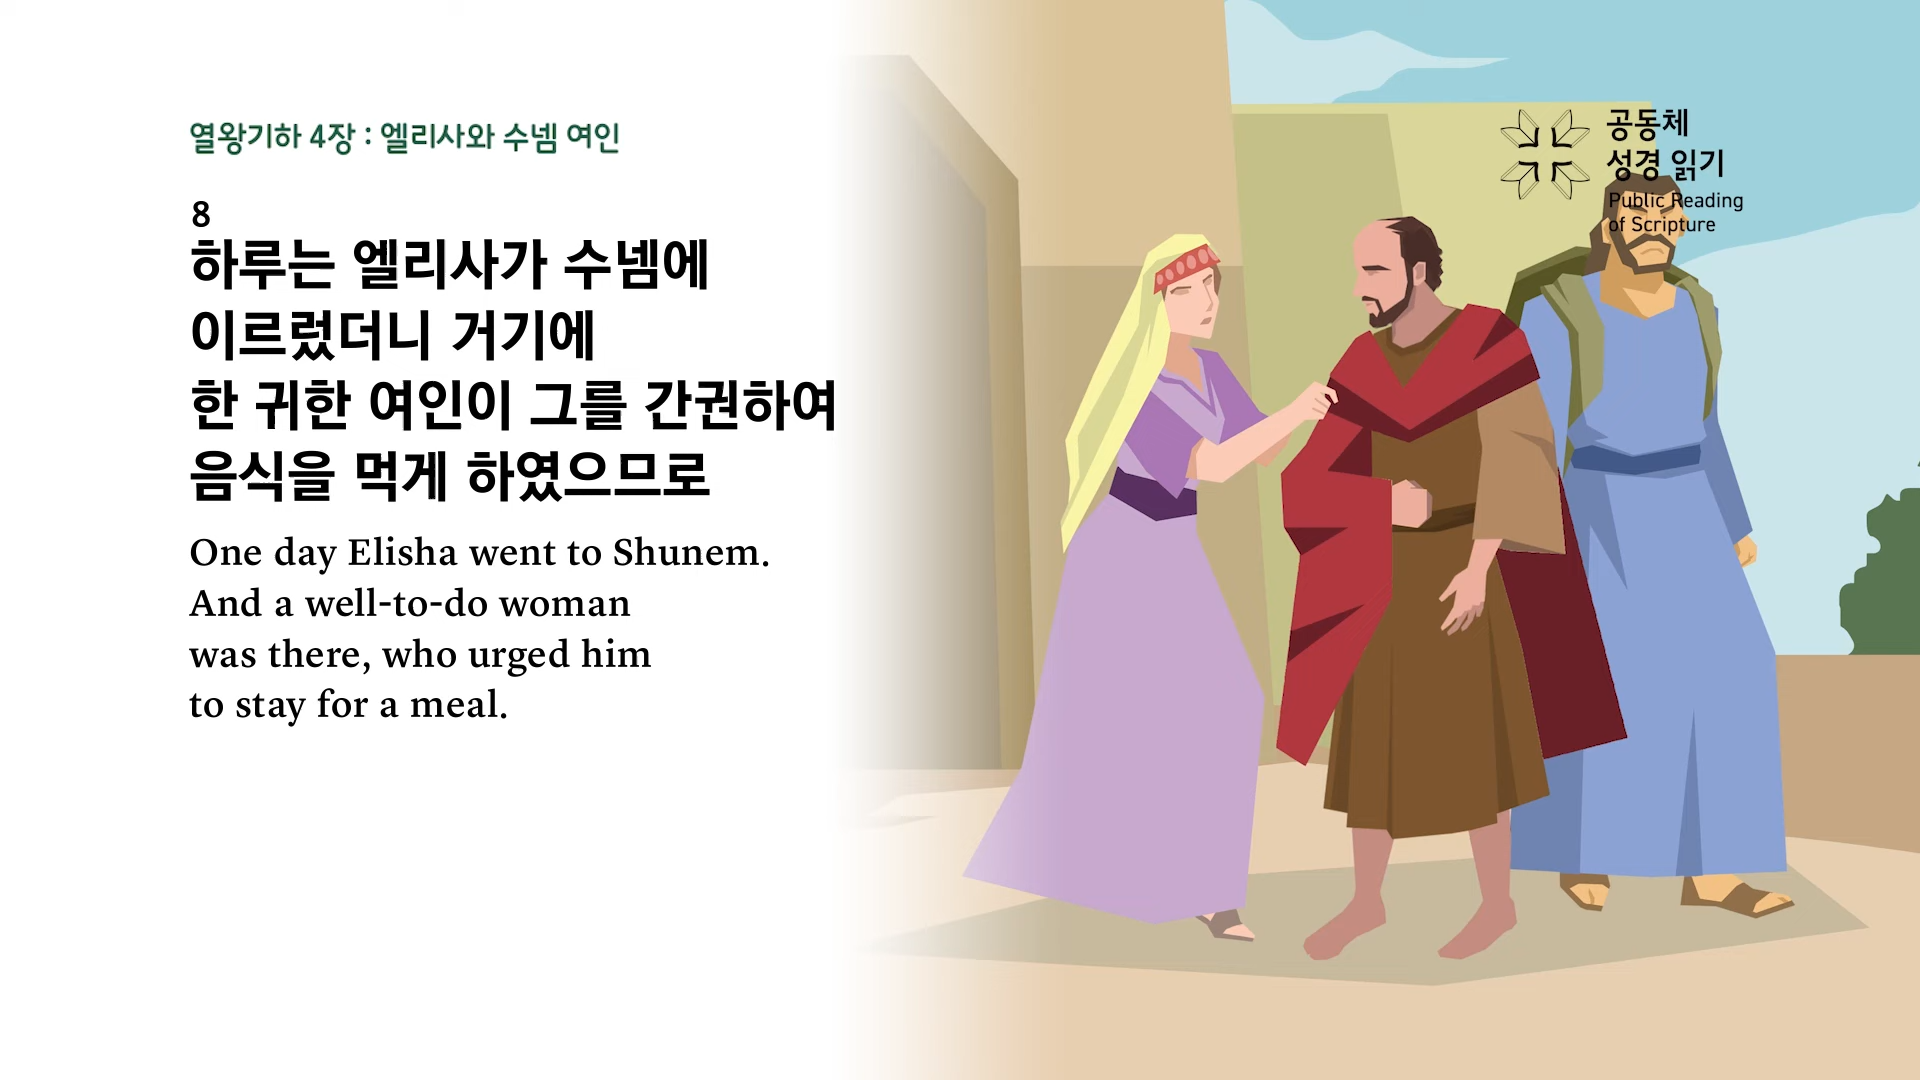 열왕기하 4장 : 엘리사와 수넴 여인
8
하루는 엘리사가 수넴에
이르렀더니 거기에
한 귀한 여인이 그를 간권하여
음식을 먹게 하였으므로
One day Elisha went to Shunem.
And a well-to-do woman
was there, who urged him
to stay for a meal.
공동체
성경 읽기
Public Reading
of Scripture